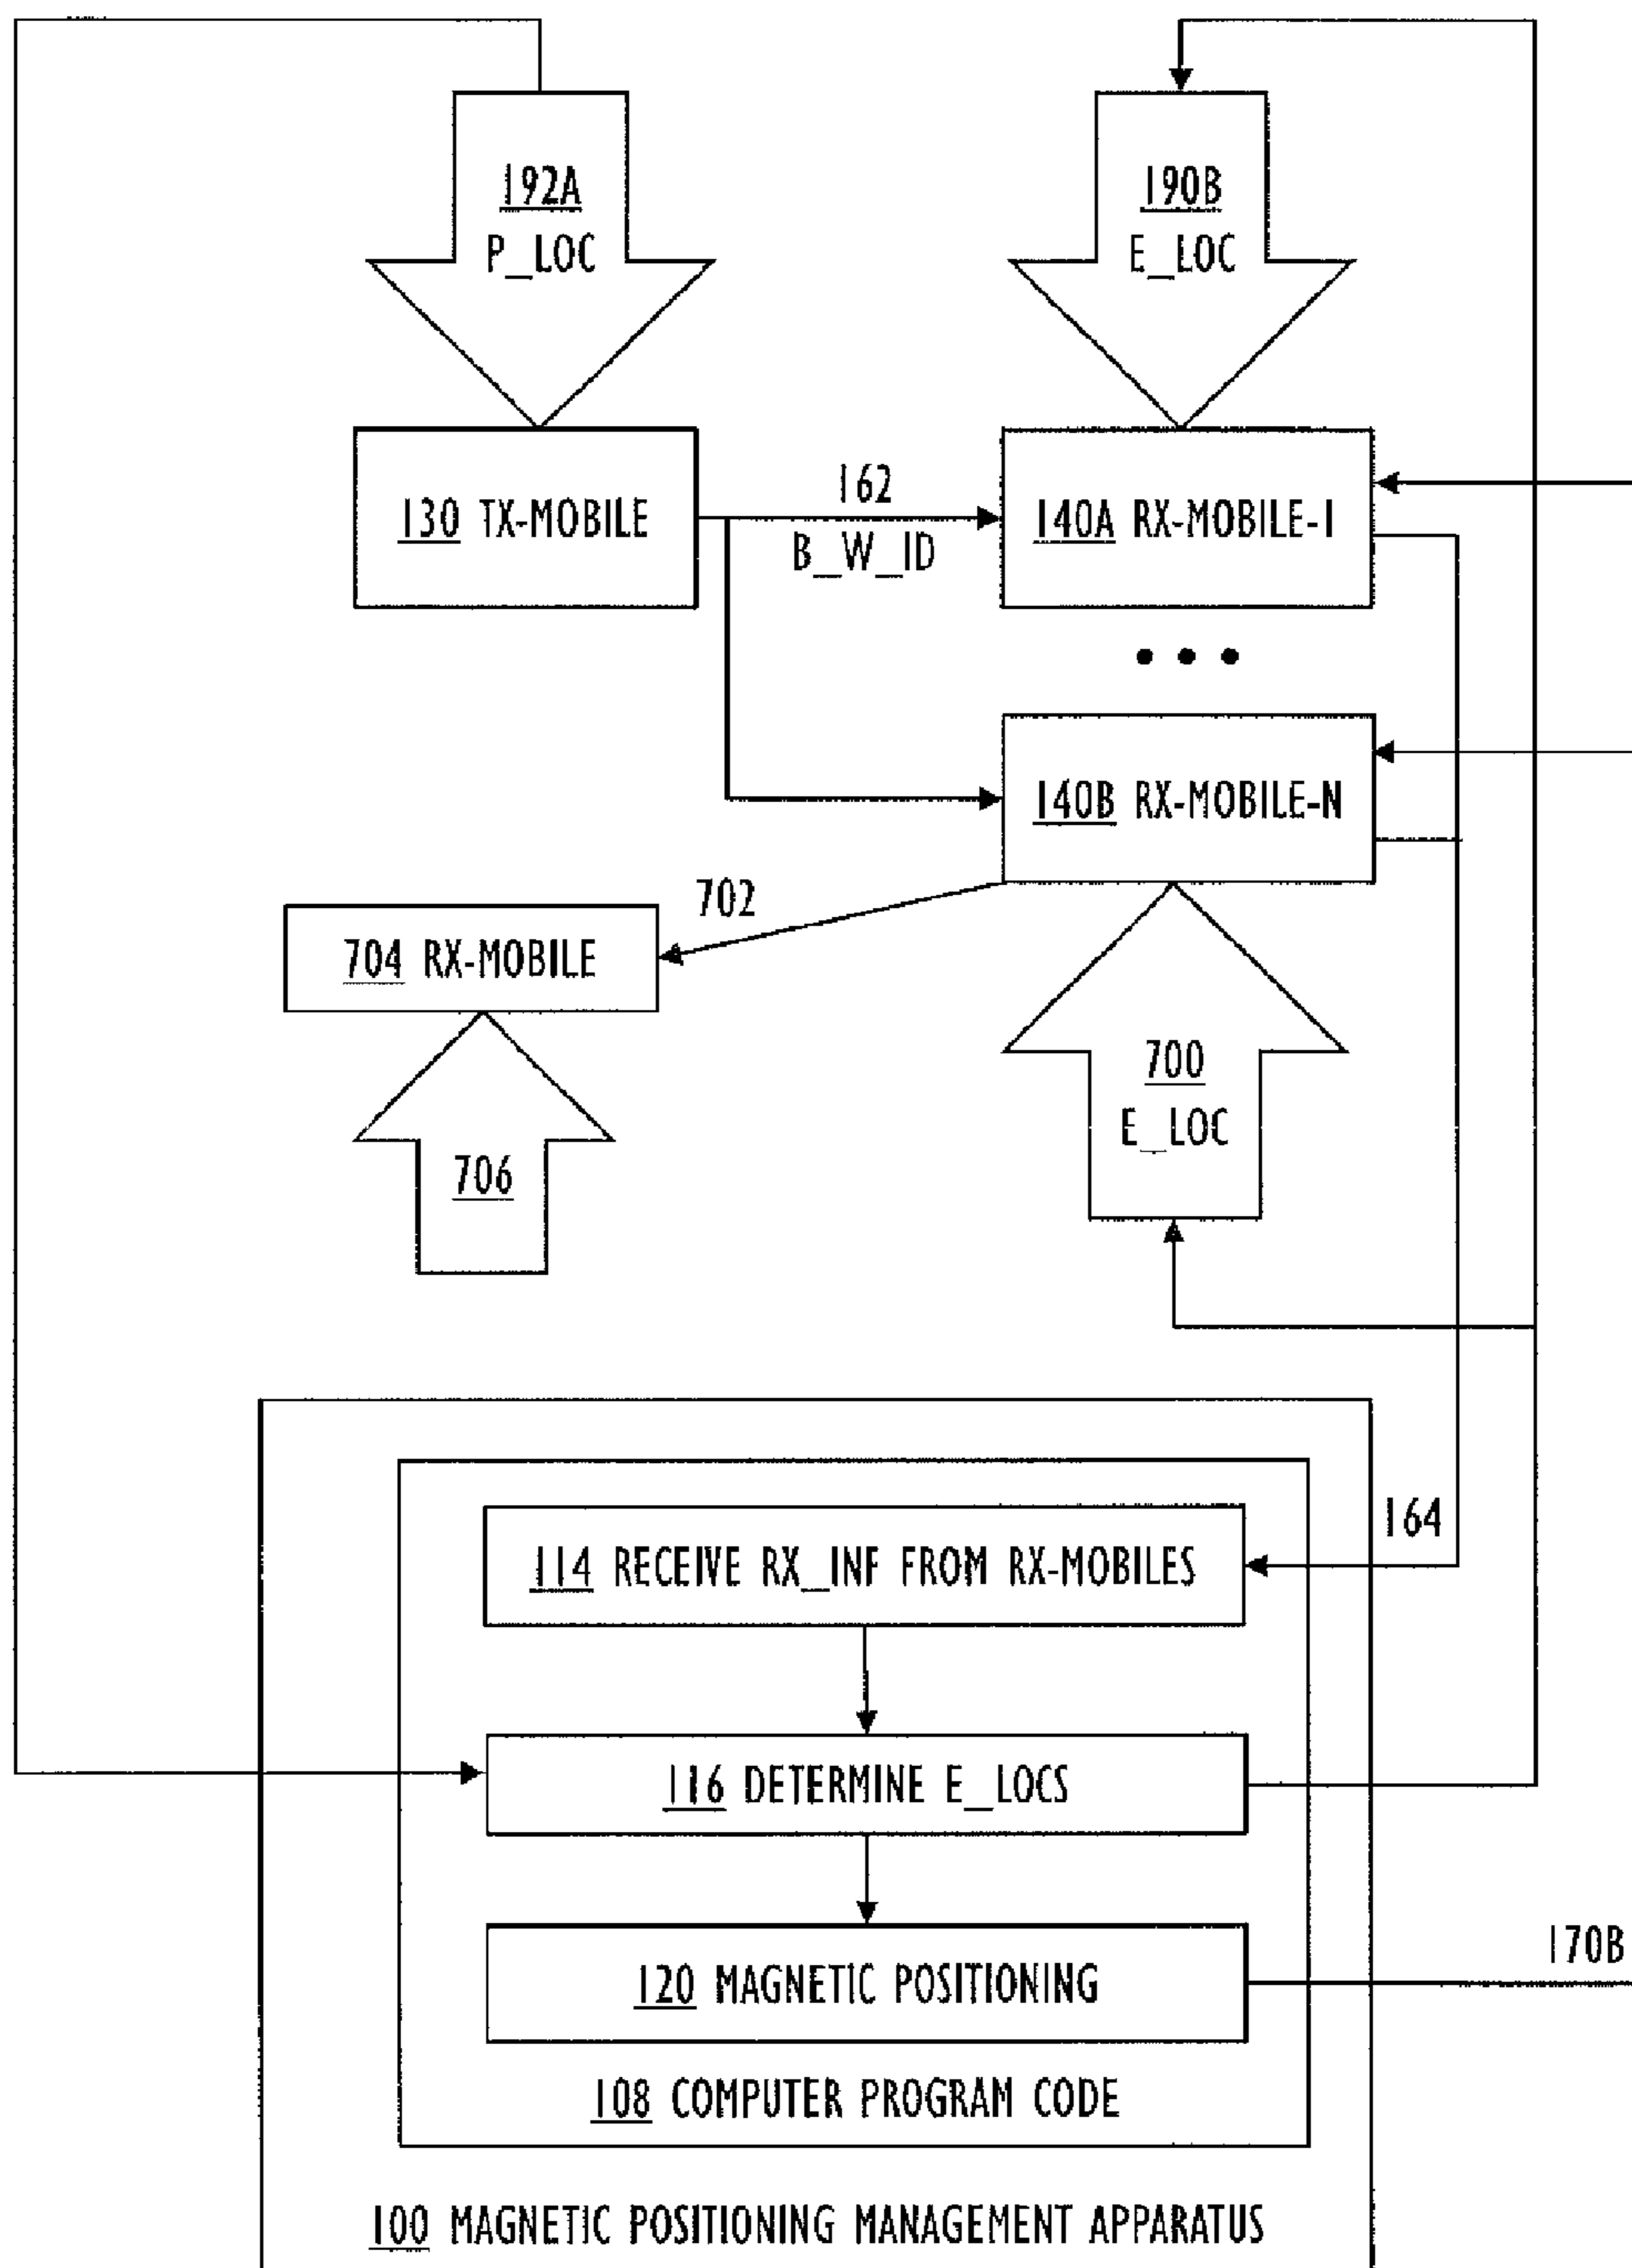 192A
P_LOC
190B
E_LOC
130 TX-MOBILE
162
B_W_ID
140A RX-MOBILE-1
• • •
140B RX-MOBILE-N
702
704 RX-MOBILE
706
700
E_LOC
164
114 RECEIVE RX_INF FROM RX-MOBILES
116 DETERMINE E_LOCS
120 MAGNETIC POSITIONING
170B
108 COMPUTER PROGRAM CODE
100 MAGNETIC POSITIONING MANAGEMENT APPARATUS